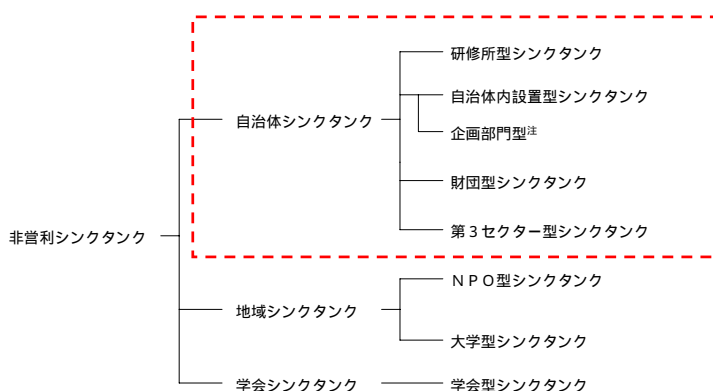 研修所型シンクタンク
自治体内設置型シンクタンク
自治体シンクタンク
企画部門型注
財団型シンクタンク
第３セクター型シンクタンク
非営利シンクタンク
ＮＰＯ型シンクタンク
地域シンクタンク
大学型シンクタンク
学会シンクタンク
学会型シンクタンク